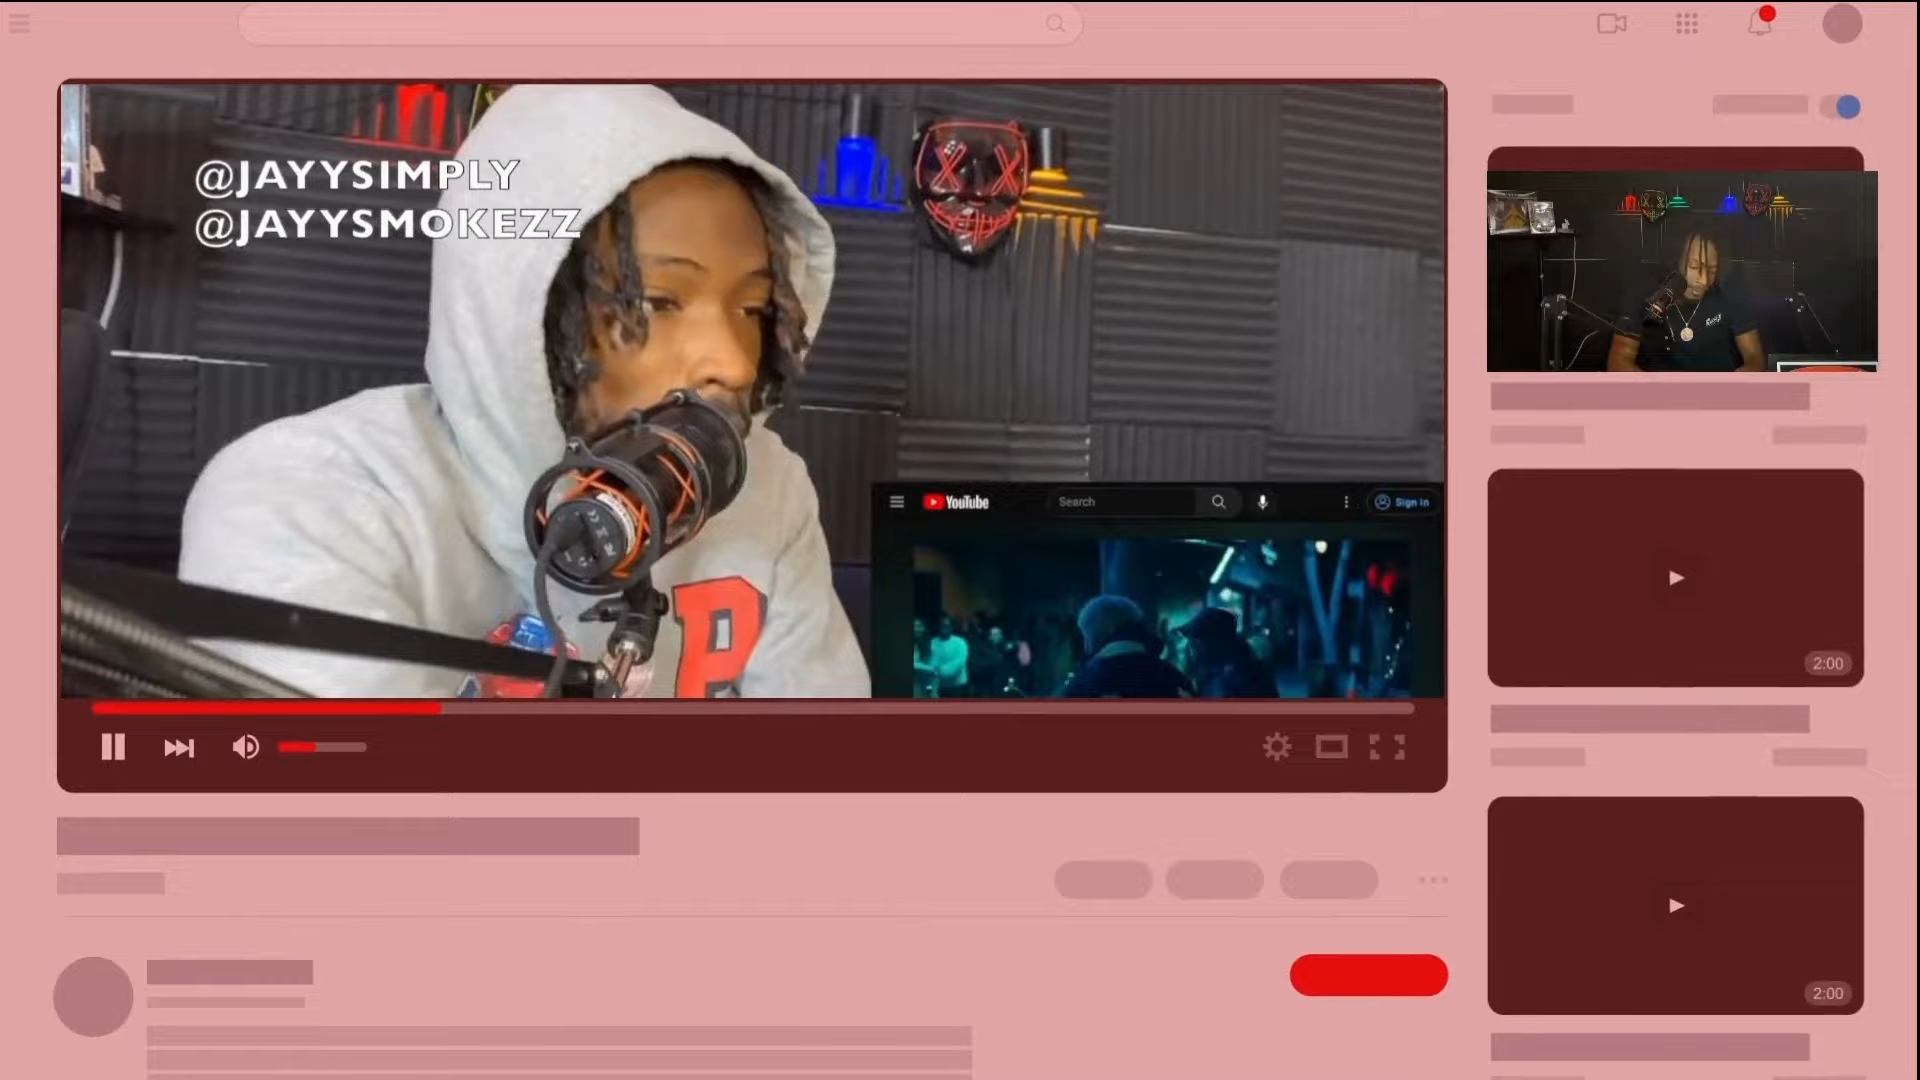 @JAYYSIMPLY
@JAYYSMOKEZZ
YouTube
Search
Sign in
2:00
2:00